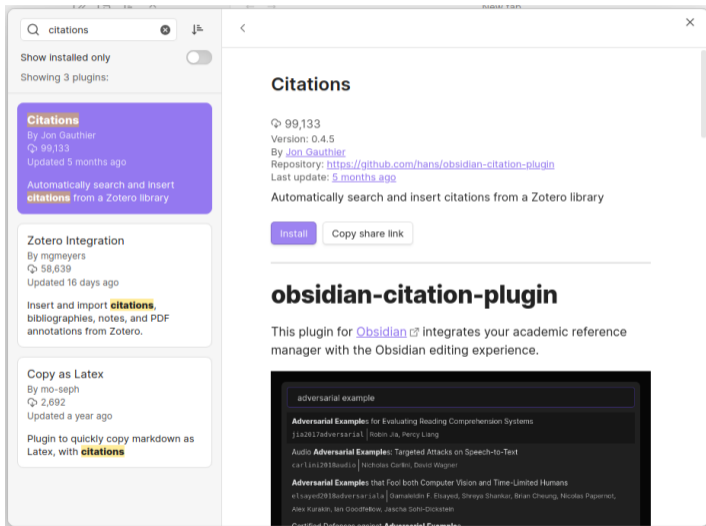 New tab
citations
Show installed only
Showing 3 plugins:
Citations
By Jon Gauthier
99,133
Updated 5 months ago
Automatically search and insert
citations from a Zotero library
Zotero Integration
By mgmeyers
58,639
Updated 16 days ago
Insert and import citations,
bibliographies, notes, and PDF
annotations from Zotero.
Copy as Latex
By mo-seph
2,692
Updated a year ago
Plugin to quickly copy markdown as
Latex, with citations
Citations
99,133
Version: 0.4.5
By Jon Gauthier
Repository: https://github.com/hans/obsidian-citation-plugin
Last update: 5 months ago
Automatically search and insert citations from a Zotero library
Install
Copy share link
obsidian-citation-plugin
This plugin for Obsidian integrates your academic reference
manager with the Obsidian editing experience.
adversarial example
Adversarial Examples for Evaluating Reading Comprehension Systems
jia2017adversarial | Robin Jia, Percy Liang
Audio Adversarial Examples: Targeted Attacks on Speech-to-Text
carlini2018audio | Nicholas Carlini, David Wagner
Adversarial Examples that Fool both Computer Vision and Time-Limited Humans
elsayed2018adversariala | Gamaleldin F. Elsayed, Shreya Shankar, Brian Cheung, Nicolas Papernot,
Alex Kurakin, Ian Goodfellow, Jascha Sohl-Dickstein
Certified Defenses against Adversarial Examples